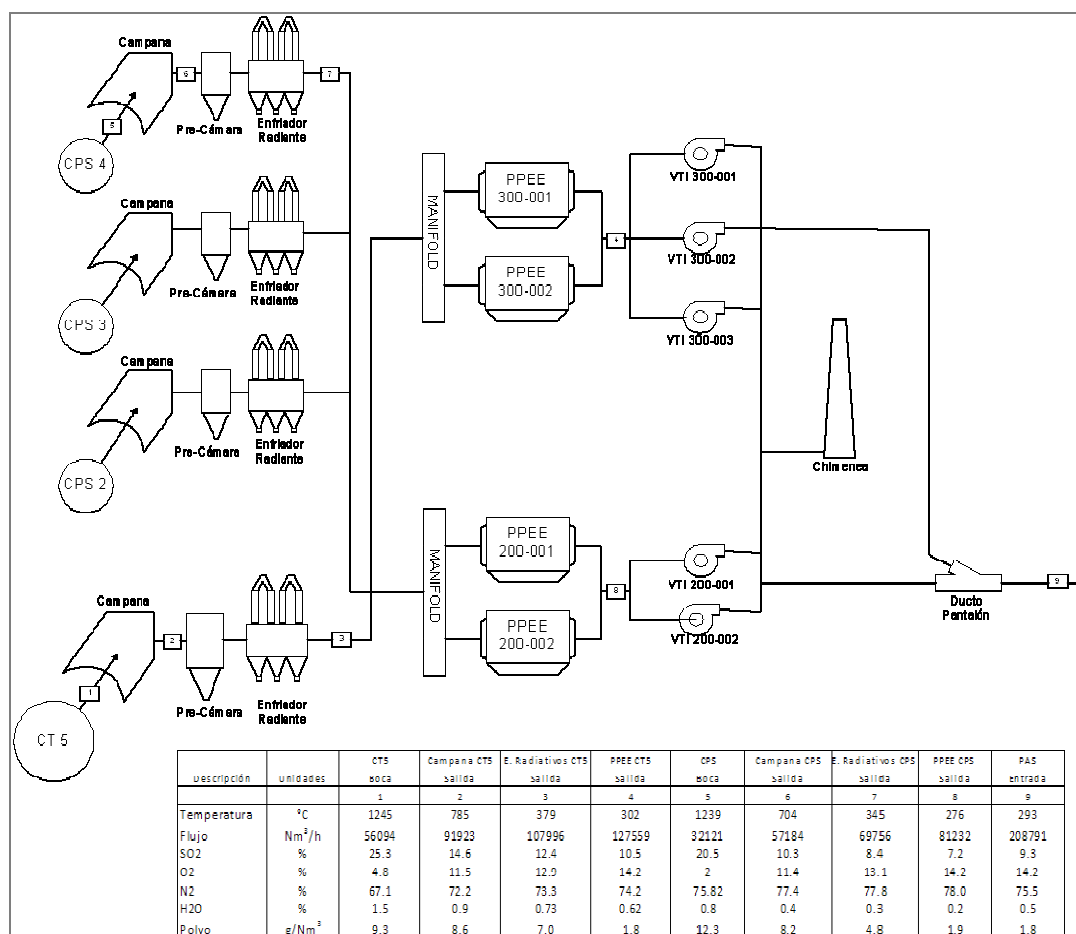 Campana
6
7
5
Pre-Cámara
Enfriador
Radiante
CPS 4
Campana
Pre-Cámara
Enfriador
Radiante
CPS 3
Campana
Pre-Cámara
Enfriador
Radiante
CPS 2
Campana
2
3
1
Pre-Cámara
Enfriador
Radiante
CT 5
MANIFOLD
PPEE
300-001
PPEE
300-002
4
VTI 300-001
VTI 300-002
VTI 300-003
Chimenea
MANIFOLD
PPEE
200-001
PPEE
200-002
8
VTI 200-001
VTI 200-002
9
Ducto
Pantalón
CT5 Campana CT5 E. Radiativos CT5 PPEE CT5 CPS Campana CPS E. Radiativos CPS PPEE CPS PAS
Descripción Unidades Boca Salida Salida Salida Boca Salida Salida Salida Entrada
1 2 3 4 5 6 7 8 9
Temperatura ºC 1245 785 379 302 1239 704 345 276 293
Flujo Nm³/h 56094 91923 107996 127559 32121 57184 69756 81232 208791
SO2 % 25.3 14.6 12.4 10.5 20.5 10.3 8.4 7.2 9.3
O2 % 4.8 11.5 12.9 14.2 2 11.4 13.1 14.2 14.2
N2 % 67.1 72.2 73.3 74.2 75.82 77.4 77.8 78.0 75.5
H2O % 1.5 0.9 0.73 0.62 0.8 0.4 0.3 0.2 0.5
Polvo g/Nm³ 9.3 8.6 7.0 1.8 12.3 8.2 4.8 1.9 1.8